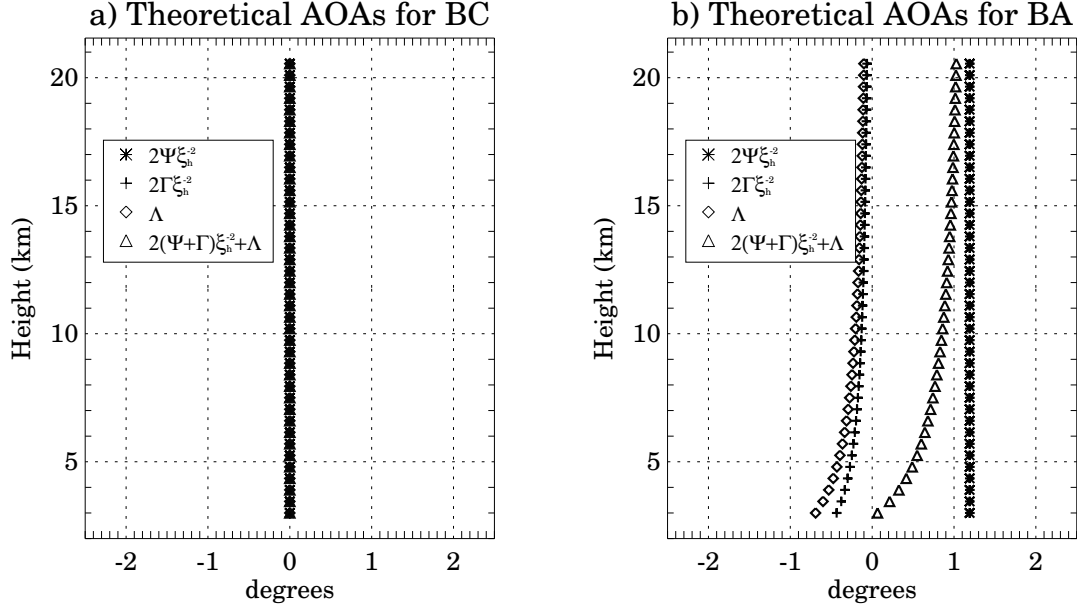 a) Theoretical AOAs for BC
20
15
10
5
Height (km)
2Ψξₕ⁻²
2Γξₕ⁻²
Λ
2(Ψ+Γ)ξₕ⁻²+Λ
-2 -1 0 1 2
degrees
b) Theoretical AOAs for BA
20
15
10
5
Height (km)
2Ψξₕ⁻²
2Γξₕ⁻²
Λ
2(Ψ+Γ)ξₕ⁻²+Λ
-2 -1 0 1 2
degrees